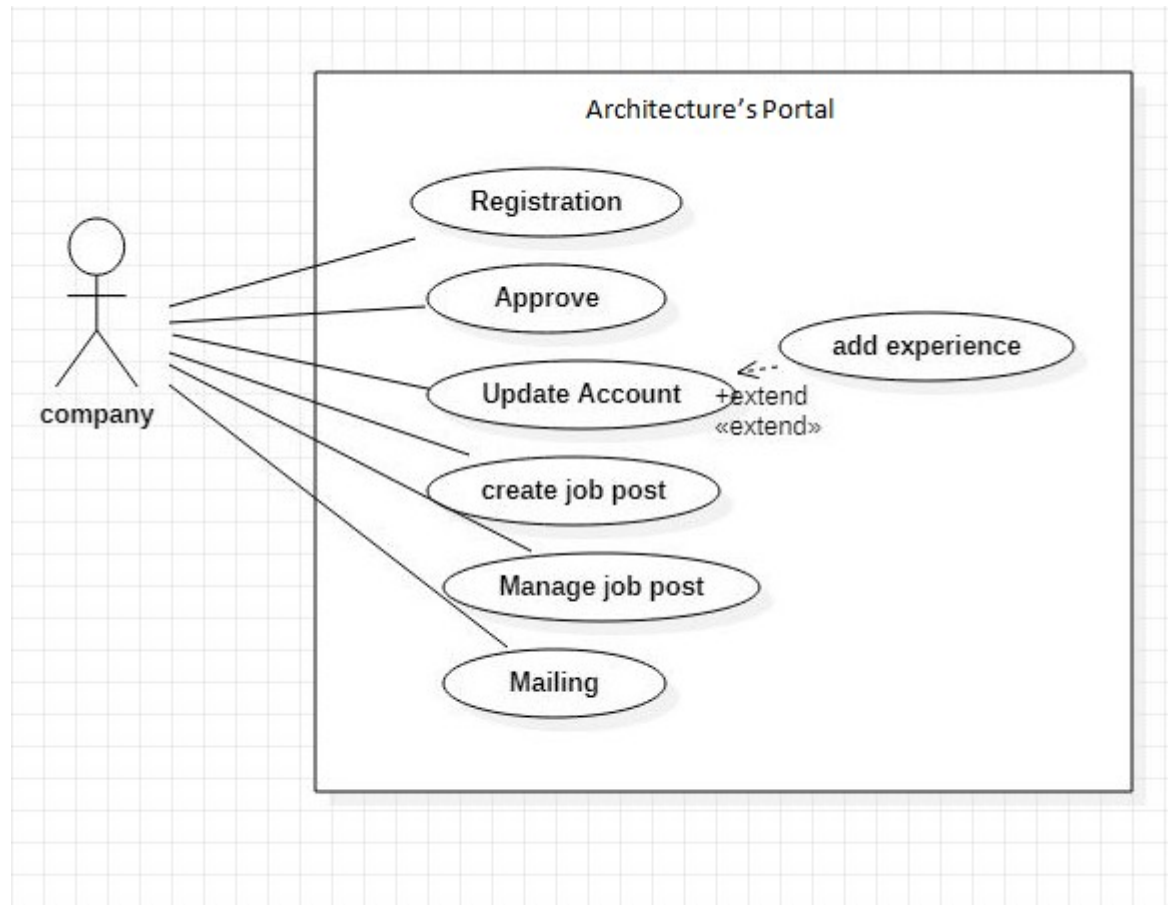 Architecture's Portal
Registration
Approve
add experience
Update Account
+extend
«extend»
company
create job post
Manage job post
Mailing